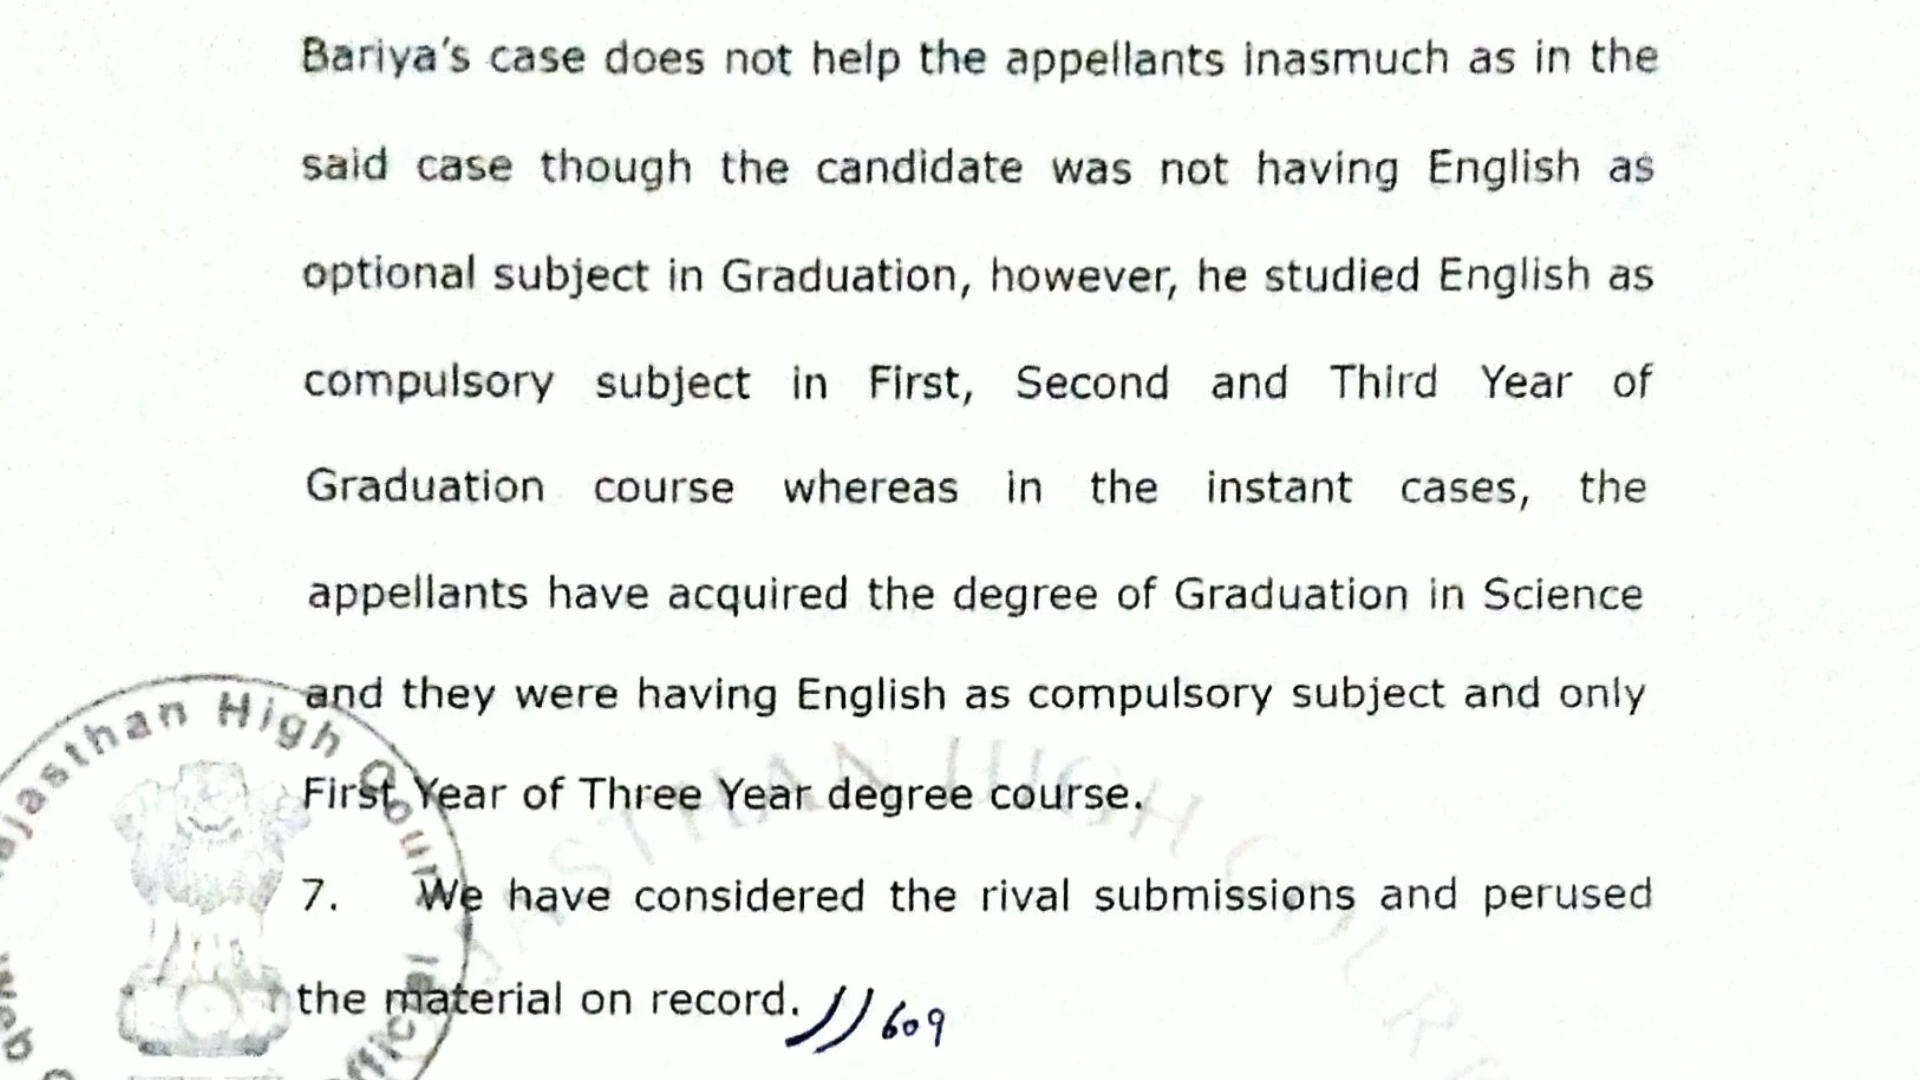 Bariya's case does not help the appellants inasmuch as in the
said case though the candidate was not having English as
optional subject in Graduation, however, he studied English as
compulsory subject in First, Second and Third Year of
Graduation course whereas in the instant cases, the
appellants have acquired the degree of Graduation in Science
and they were having English as compulsory subject and only
First Year of Three Year degree course.
7. We have considered the rival submissions and perused
the material on record.
609
High Court